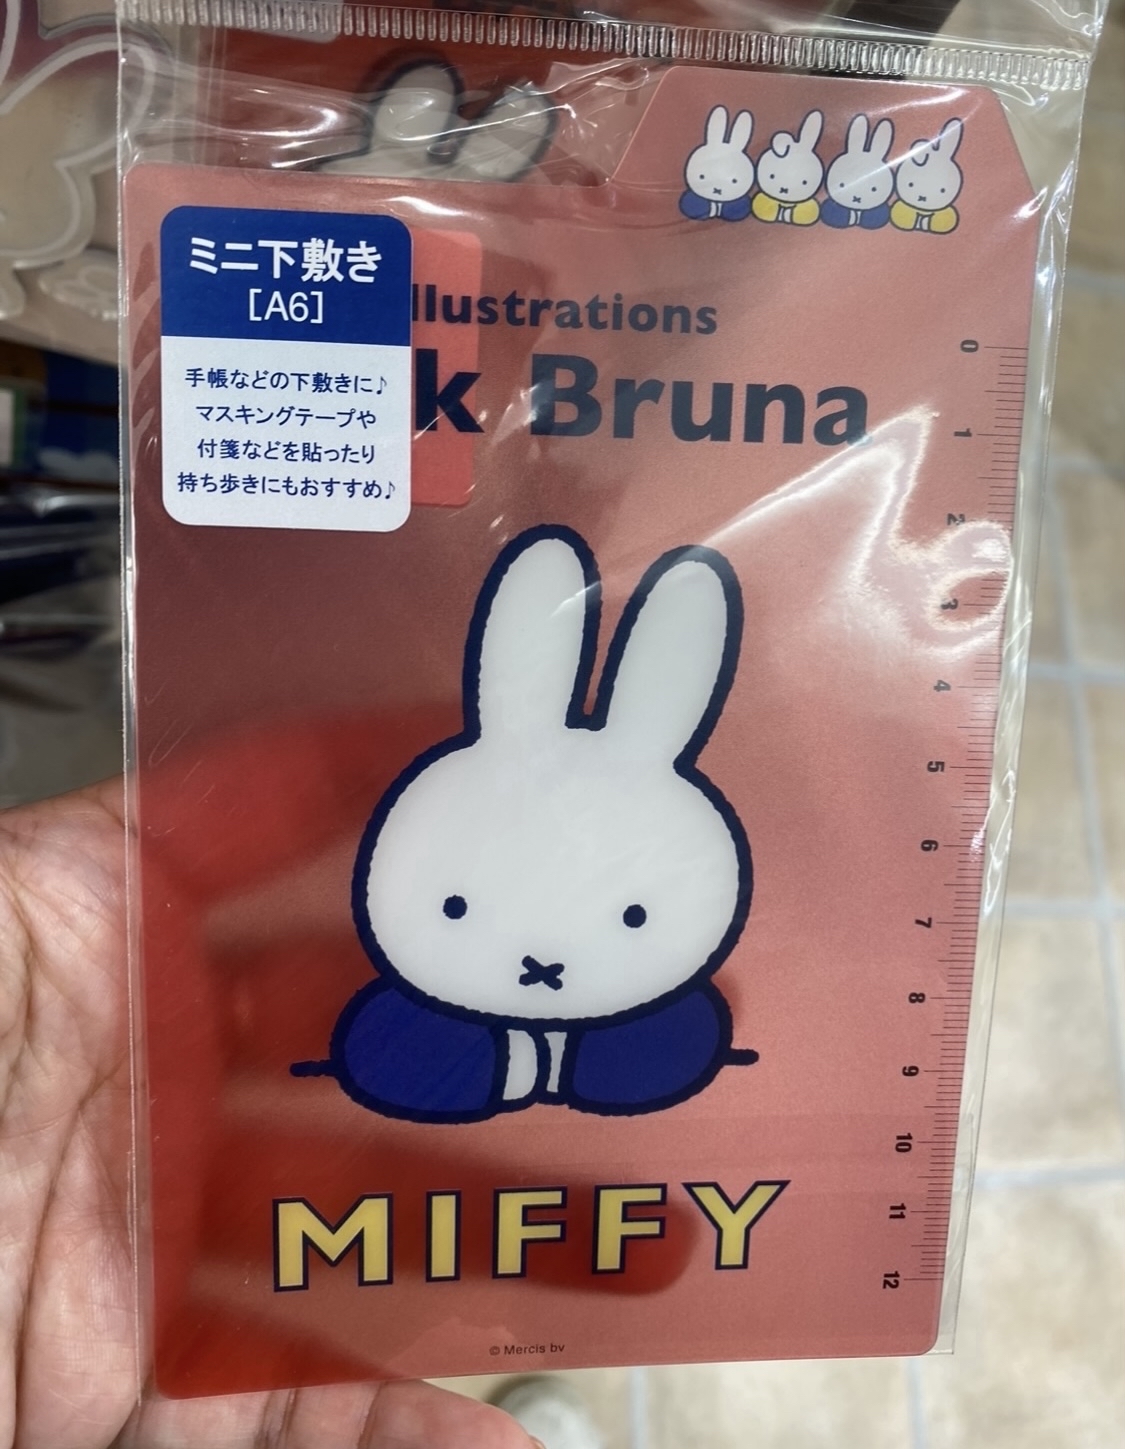 ミニ下敷き
[A6]
手帳などの下敷きに♪
マスキングテープや
付箋などを貼ったり
持ち歩きにもおすすめ♪
llustrations
k Bruna
0
1
2
3
4
5
6
7
8
9
10
11
12
MIFFY
© Mercis bv